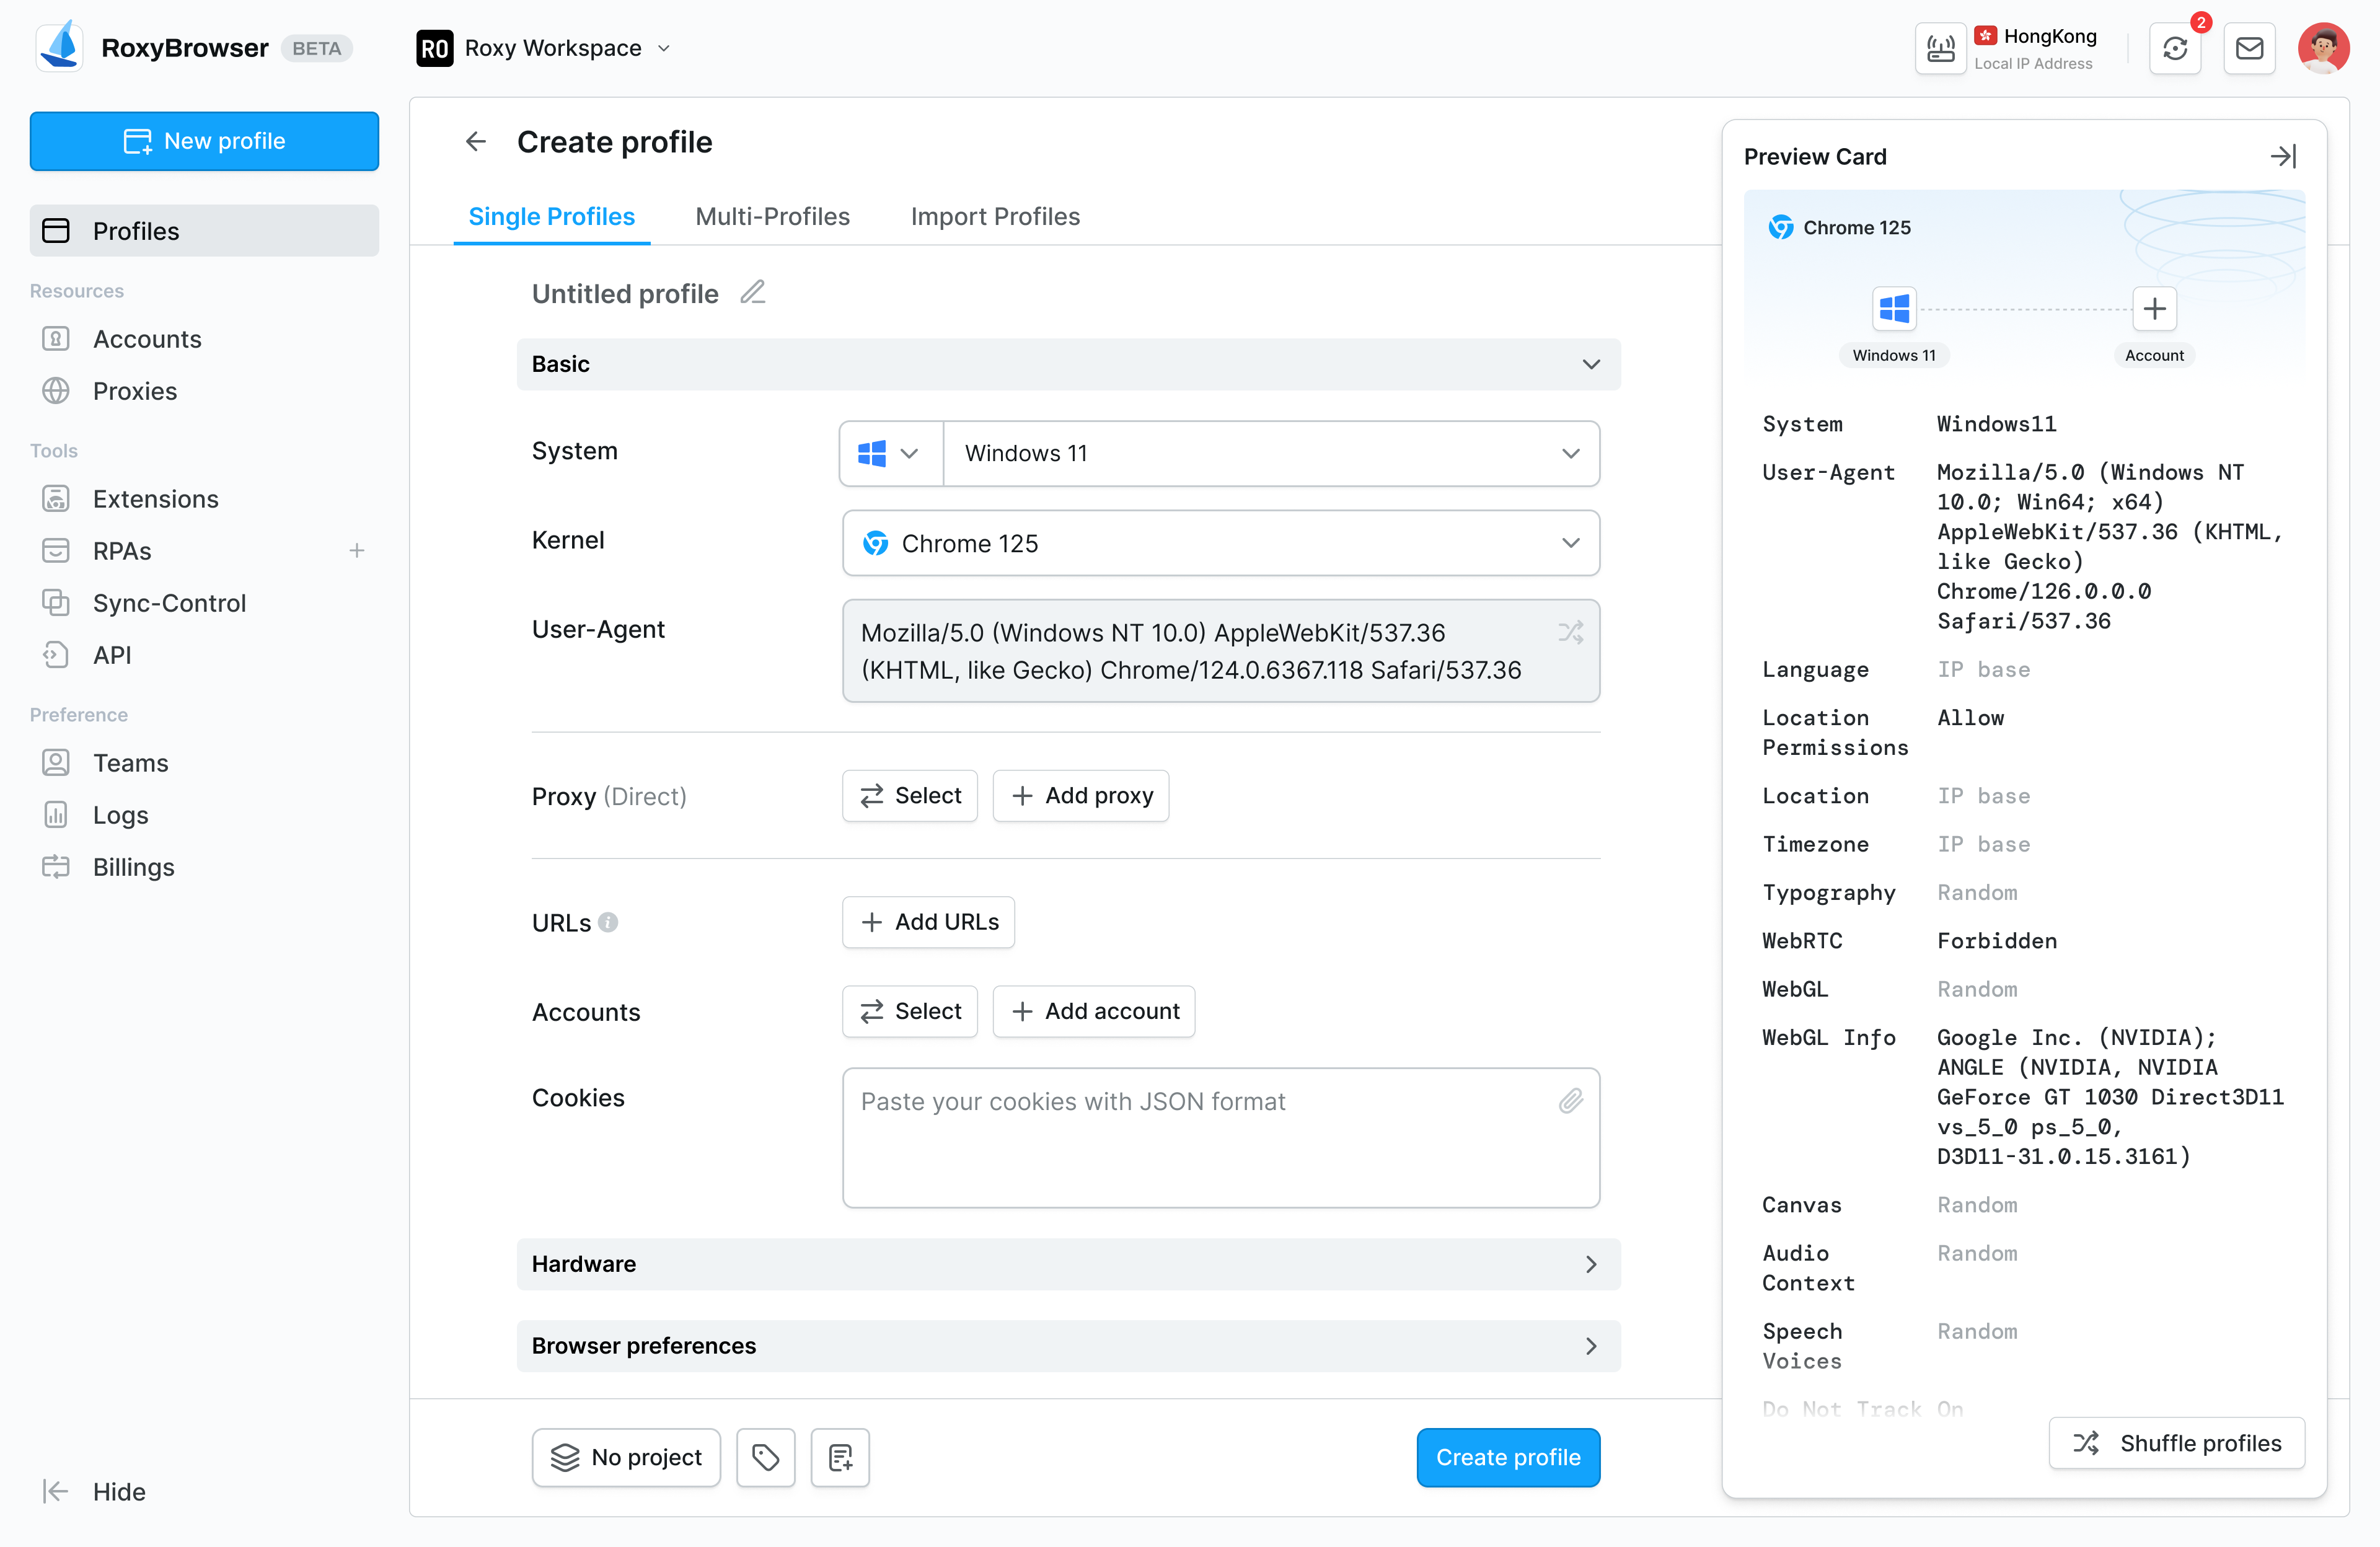 RoxyBrowser BETA
RO Roxy Workspace
HongKong
Local IP Address
2
New profile
Profiles
Resources
Accounts
Proxies
Tools
Extensions
RPAs
Sync-Control
API
Preference
Teams
Logs
Billings
Hide
Create profile
Single Profiles Multi-Profiles Import Profiles
Untitled profile
Basic
System Windows 11
Kernel Chrome 125
User-Agent Mozilla/5.0 (Windows NT 10.0) AppleWebKit/537.36
(KHTML, like Gecko) Chrome/124.0.6367.118 Safari/537.36
Proxy (Direct) Select Add proxy
URLs Add URLs
Accounts Select Add account
Cookies Paste your cookies with JSON format
Hardware
Browser preferences
No project
Create profile
Preview Card
Chrome 125
Windows 11 Account
System Windows11
User-Agent Mozilla/5.0 (Windows NT
10.0; Win64; x64)
AppleWebKit/537.36 (KHTML,
like Gecko)
Chrome/126.0.0.0
Safari/537.36
Language IP base
Location Allow
Permissions
Location IP base
Timezone IP base
Typography Random
WebRTC Forbidden
WebGL Random
WebGL Info Google Inc. (NVIDIA);
ANGLE (NVIDIA, NVIDIA
GeForce GT 1030 Direct3D11
vs_5_0 ps_5_0,
D3D11-31.0.15.3161)
Canvas Random
Audio Random
Context
Speech Random
Voices
Do Not Track On
Shuffle profiles